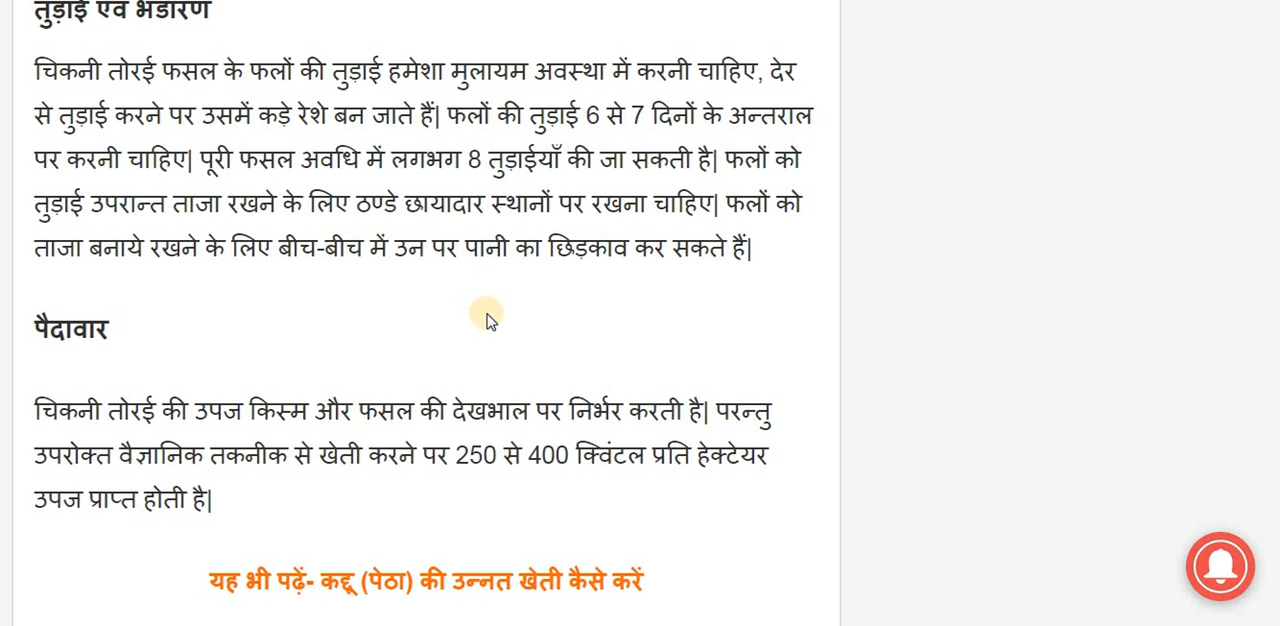 तुड़ाई एवं भंडारण
चिकनी तोरई फसल के फलों की तुड़ाई हमेशा मुलायम अवस्था में करनी चाहिए, देर
से तुड़ाई करने पर उसमें कड़े रेशे बन जाते हैं| फलों की तुड़ाई 6 से 7 दिनों के अन्तराल
पर करनी चाहिए| पूरी फसल अवधि में लगभग 8 तुड़ाईयाँ की जा सकती है| फलों को
तुड़ाई उपरान्त ताजा रखने के लिए ठण्डे छायादार स्थानों पर रखना चाहिए| फलों को
ताजा बनाये रखने के लिए बीच-बीच में उन पर पानी का छिड़काव कर सकते हैं|
पैदावार
चिकनी तोरई की उपज किस्म और फसल की देखभाल पर निर्भर करती है| परन्तु
उपरोक्त वैज्ञानिक तकनीक से खेती करने पर 250 से 400 क्विंटल प्रति हेक्टेयर
उपज प्राप्त होती है|
यह भी पढ़ें- कद्दू (पेठा) की उन्नत खेती कैसे करें